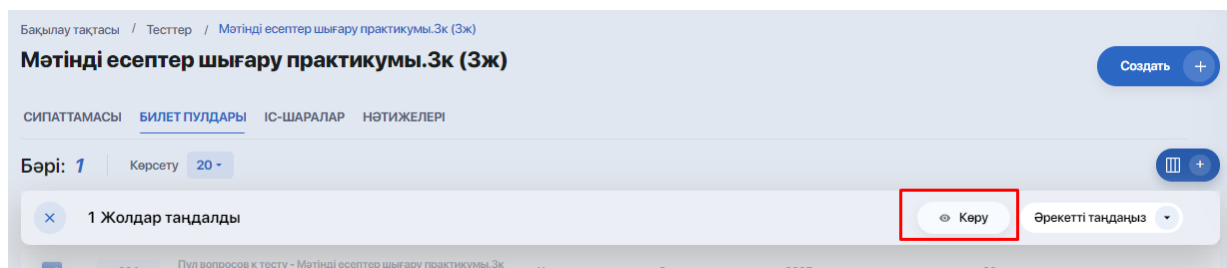 Бақылау тақтасы / Тесттер / Мәтінді есептер шығару практикумы.3к (3ж)
Мәтінді есептер шығару практикумы.3к (3ж)
Создать +
СИПАТТАМАСЫ БИЛЕТ ПУЛДАРЫ ІС-ШАРАЛАР НӘТИЖЕЛЕРІ
Бәрі: 1 Көрсету 20
1 Жолдар таңдалды Көру Әрекетті таңдаңыз
Пул вопросов к тесту - Мәтінді есептер шығару практикумы.3к